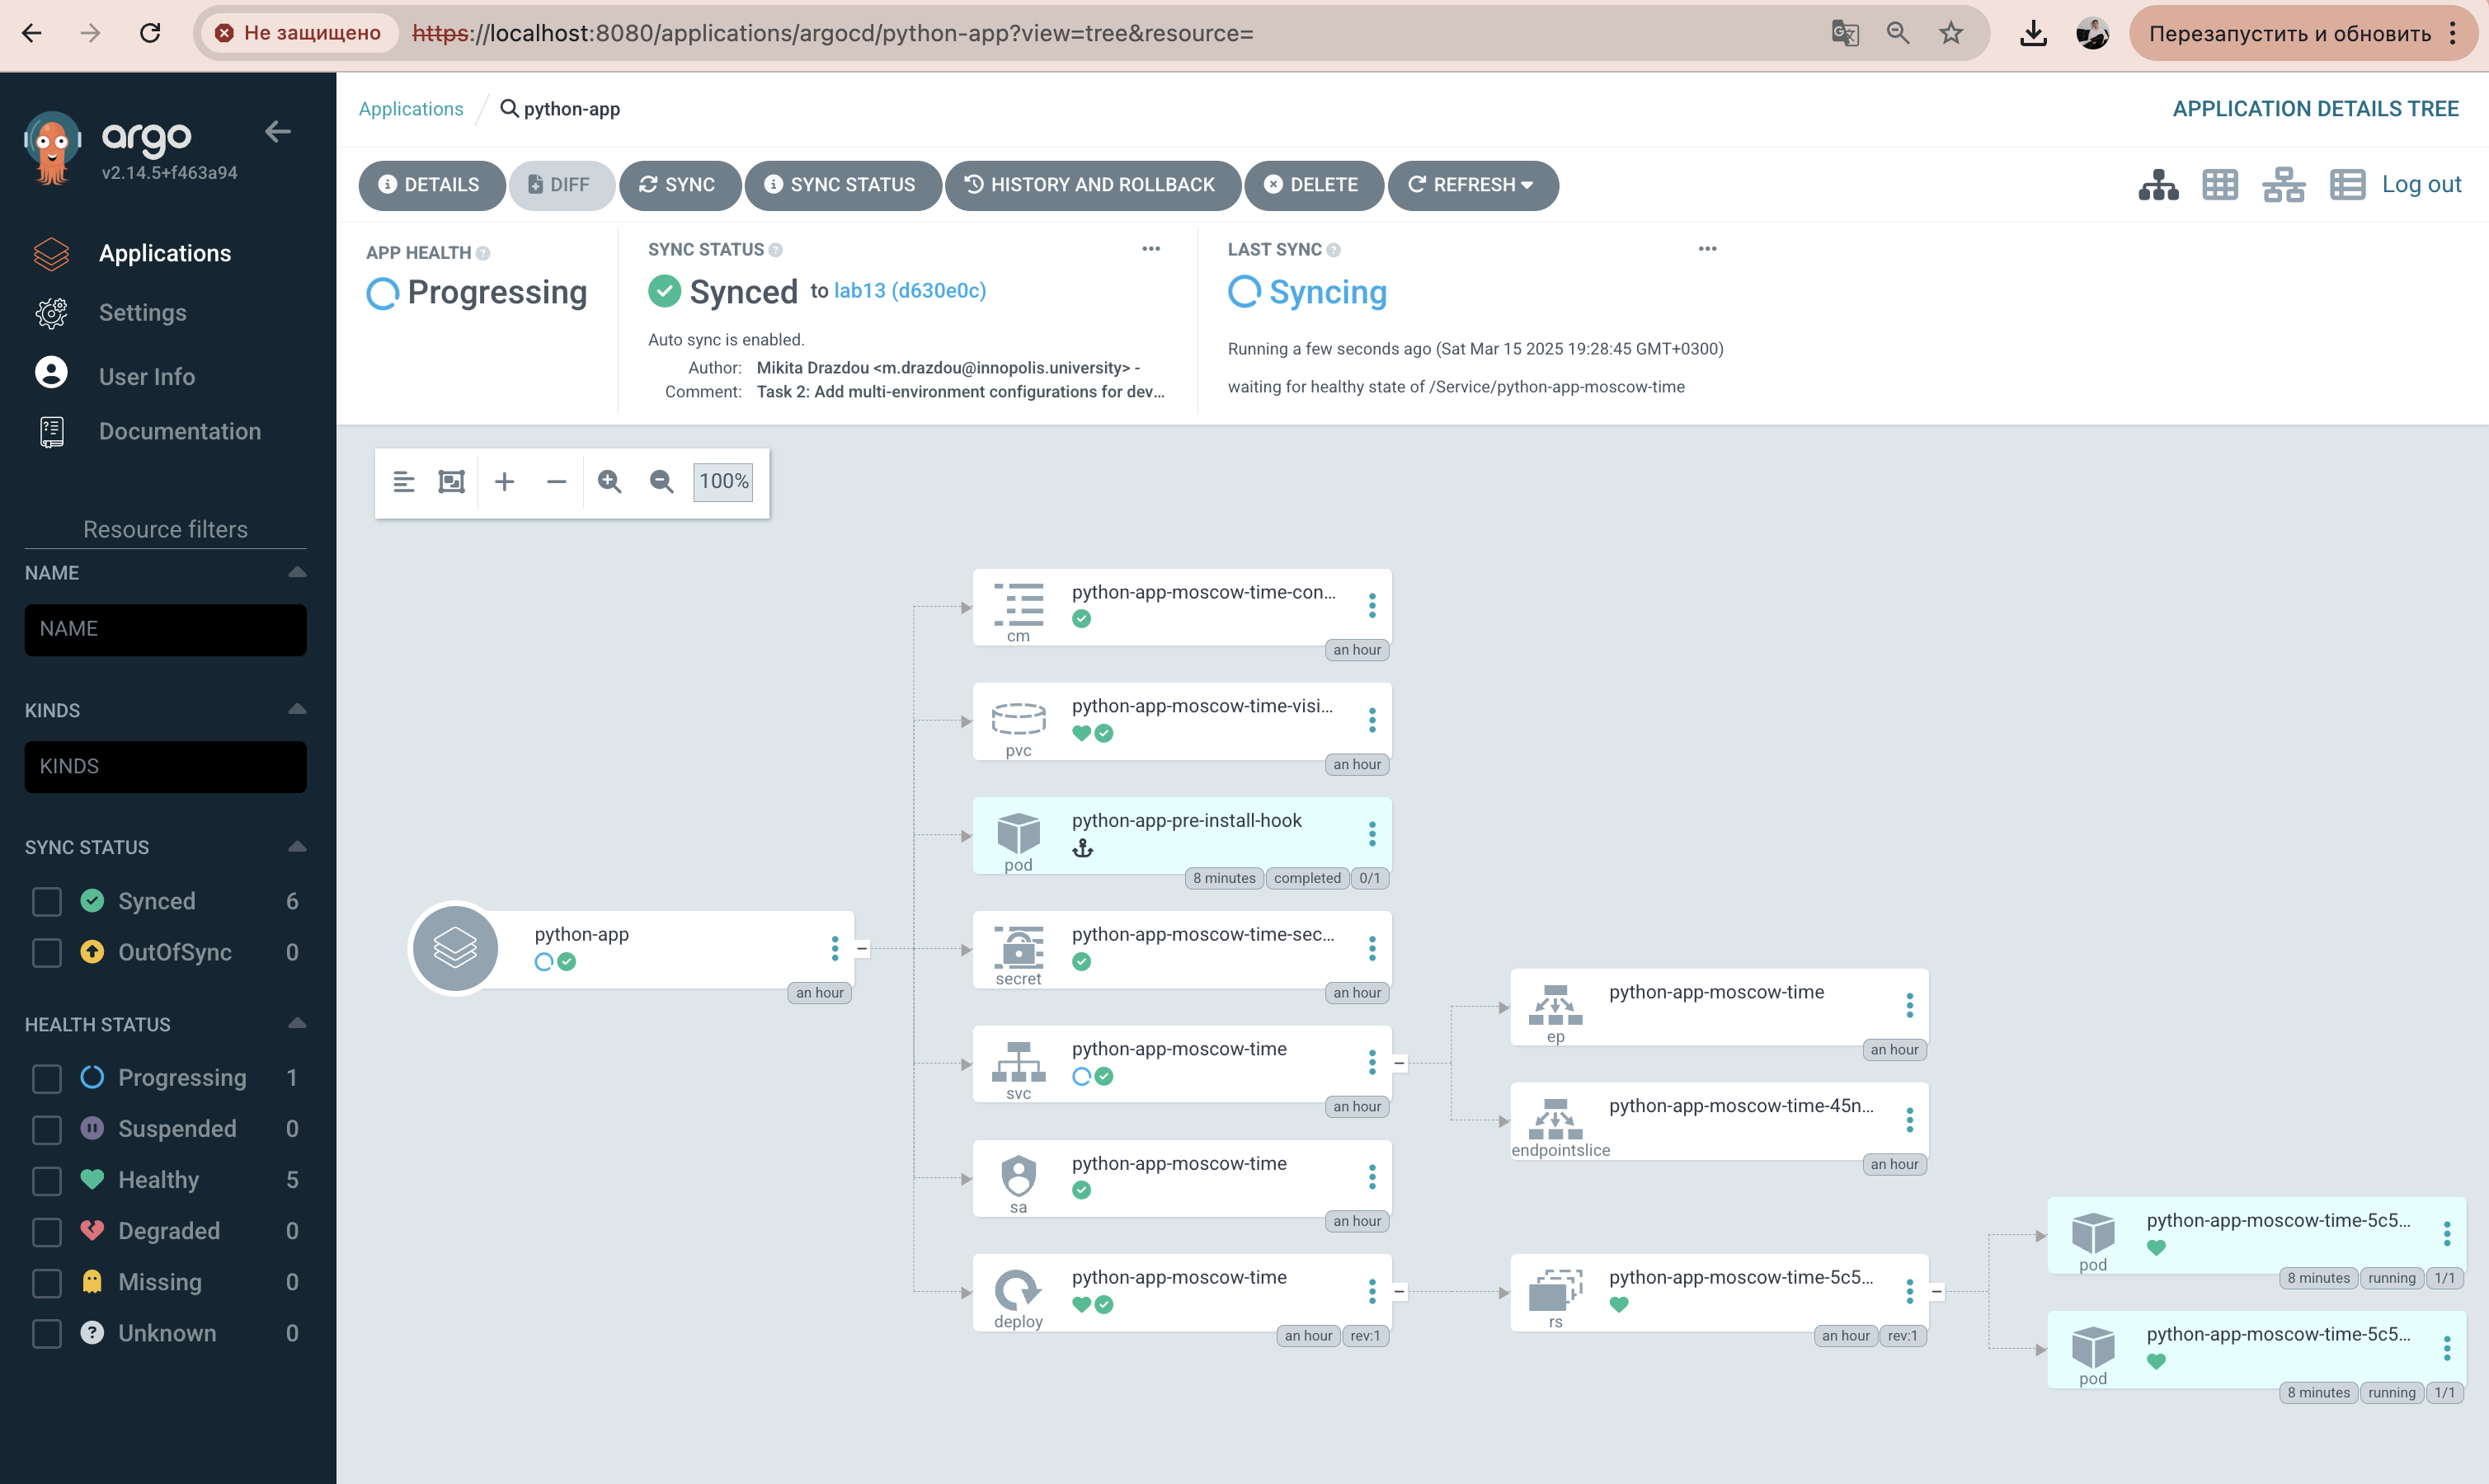 Не защищено
https://localhost:8080/applications/argocd/python-app?view=tree&resource=
Перезапустить и обновить
argo
v2.14.5+f463a94
Applications
Settings
User Info
Documentation
Resource filters
NAME
NAME
KINDS
KINDS
SYNC STATUS
Synced 6
OutOfSync 0
HEALTH STATUS
Progressing 1
Suspended 0
Healthy 5
Degraded 0
Missing 0
Unknown 0
Applications / python-app
APPLICATION DETAILS TREE
DETAILS DIFF SYNC SYNC STATUS HISTORY AND ROLLBACK DELETE REFRESH
Log out
APP HEALTH
Progressing
SYNC STATUS
Synced to lab13 (d630e0c)
Auto sync is enabled.
Author: Mikita Drazdou <m.drazdou@innopolis.university> -
Comment: Task 2: Add multi-environment configurations for dev...
LAST SYNC
Syncing
Running a few seconds ago (Sat Mar 15 2025 19:28:45 GMT+0300)
waiting for healthy state of /Service/python-app-moscow-time
100%
python-app
an hour
python-app-moscow-time-con...
cm
an hour
python-app-moscow-time-visi...
pvc
an hour
python-app-pre-install-hook
pod
8 minutes completed 0/1
python-app-moscow-time-sec...
secret
an hour
python-app-moscow-time
svc
an hour
python-app-moscow-time
sa
an hour
python-app-moscow-time
deploy
an hour rev:1
python-app-moscow-time
ep
an hour
python-app-moscow-time-45n...
endpointslice
an hour
python-app-moscow-time-5c5...
rs
an hour rev:1
python-app-moscow-time-5c5...
pod
8 minutes running 1/1
python-app-moscow-time-5c5...
pod
8 minutes running 1/1